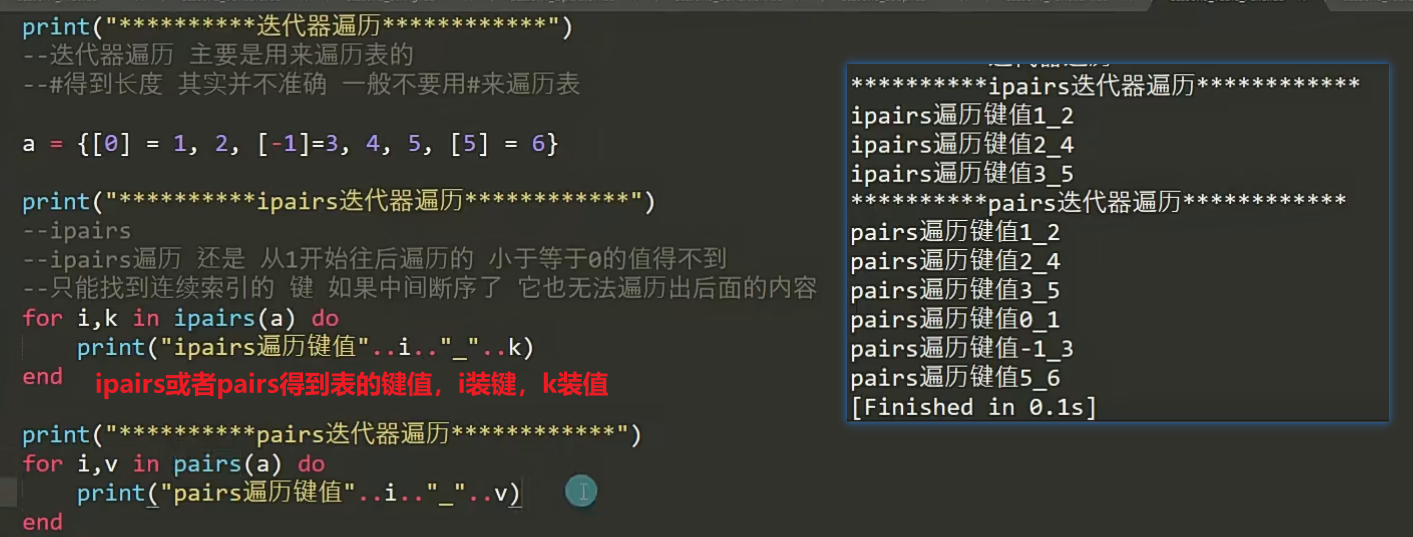 print("**********迭代器遍历************")
--迭代器遍历 主要是用来遍历表的
--#得到长度 其实并不准确 一般不要用#来遍历表
a = {[0] = 1, 2, [-1]=3, 4, 5, [5] = 6}
print("**********ipairs迭代器遍历************")
--ipairs
--ipairs遍历 还是 从1开始往后遍历的 小于等于0的值得不到
--只能找到连续索引的 键 如果中间断序了 它也无法遍历出后面的内容
for i,k in ipairs(a) do
print("ipairs遍历键值"..i.."_"..k)
end
ipairs或者pairs得到表的键值，i装键，k装值
print("**********pairs迭代器遍历************")
for i,v in pairs(a) do
print("pairs遍历键值"..i.."_"..v)
end
**********ipairs迭代器遍历************
ipairs遍历键值1_2
ipairs遍历键值2_4
ipairs遍历键值3_5
**********pairs迭代器遍历************
pairs遍历键值1_2
pairs遍历键值2_4
pairs遍历键值3_5
pairs遍历键值0_1
pairs遍历键值-1_3
pairs遍历键值5_6
[Finished in 0.1s]